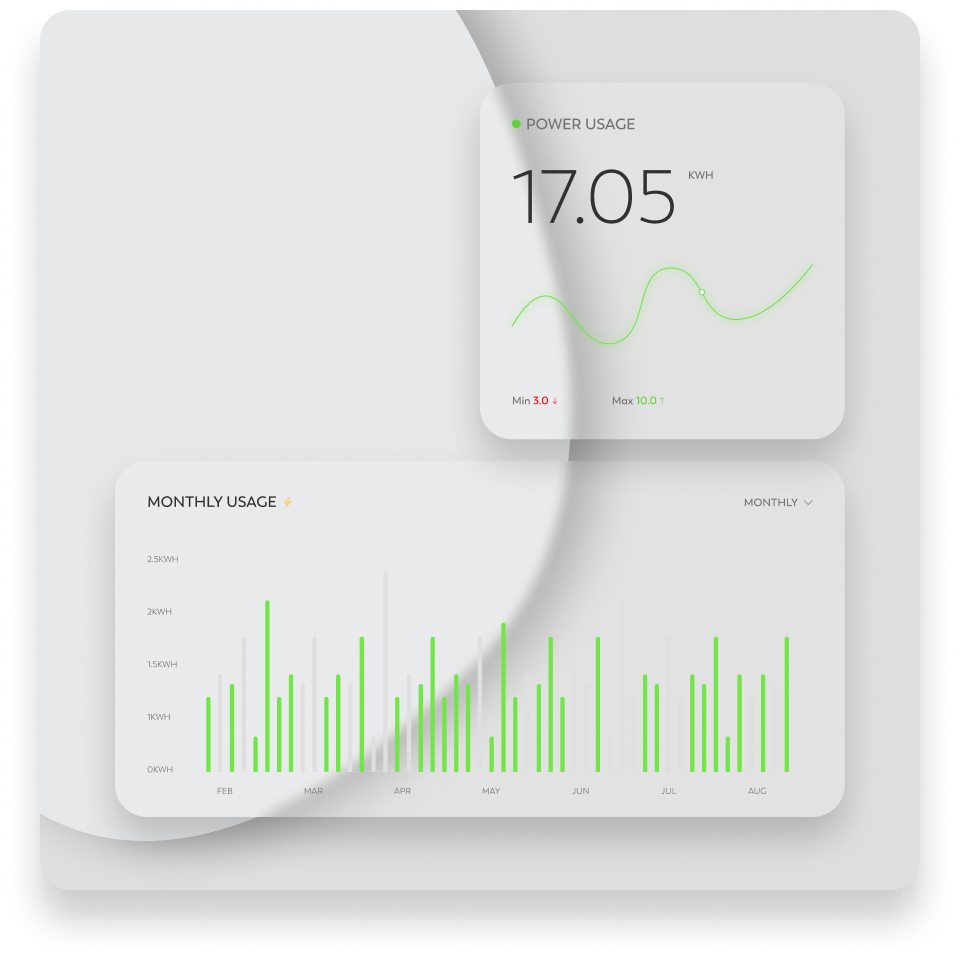 POWER USAGE
17.05 KWH
Min 3.0 ↓ Max 10.0 ↑
MONTHLY USAGE ⚡ MONTHLY
2.5KWH
2KWH
1.5KWH
1KWH
0KWH
FEB MAR APR MAY JUN JUL AUG